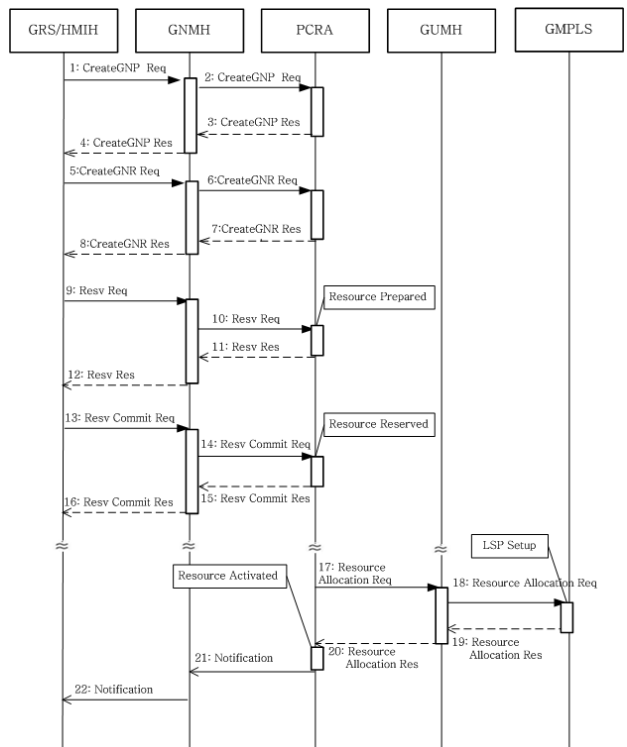 GRS/HMIH
GNMH
PCRA
GUMH
GMPLS
1: CreateGNP Req
2: CreateGNP Req
3: CreateGNP Res
4: CreateGNP Res
5:CreateGNR Req
6:CreateGNR Req
7:CreateGNR Res
8:CreateGNR Res
9: Resv Req
Resource Prepared
10: Resv Req
11: Resv Res
12: Resv Res
13: Resv Commit Req
Resource Reserved
14: Resv Commit Req
15: Resv Commit Res
16: Resv Commit Res
LSP Setup
17: Resource
Allocation Req
Resource Activated
18: Resource Allocation Req
19: Resource
Allocation Res
20: Resource
Allocation Res
21: Notification
22: Notification